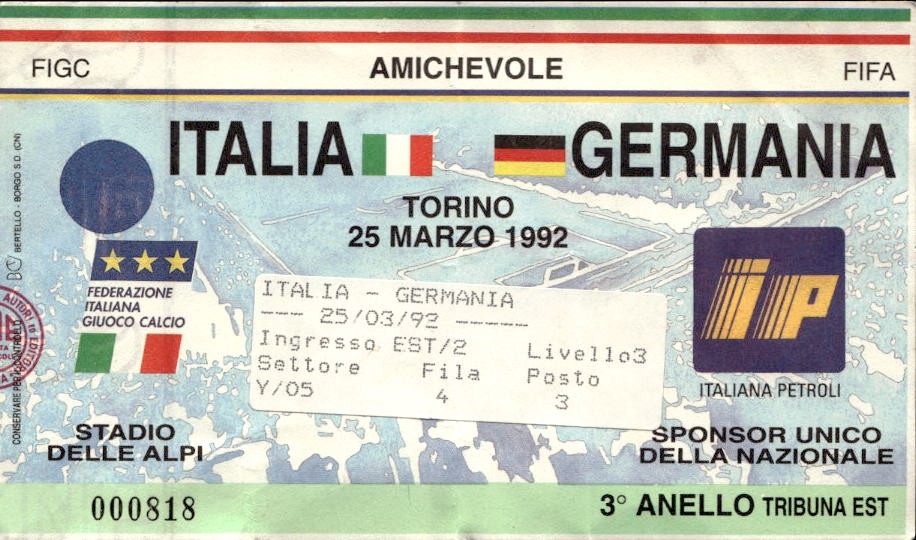 FIGC
AMICHEVOLE
FIFA
ITALIA
GERMANIA
TORINO
25 MARZO 1992
FEDERAZIONE
ITALIANA
GIUOCO CALCIO
ITALIA - GERMANIA
---- 25/03/92 -------
Ingresso EST/2 Livello3
Settore Fila Posto
Y/05 4 3
ip
ITALIANA PETROLI
STADIO
DELLE ALPI
SPONSOR UNICO
DELLA NAZIONALE
000818
3° ANELLO TRIBUNA EST
BERTELLO - BORGO S.D. (CN)
CONSERVARE PER IL CONTROLLO
AUTORI